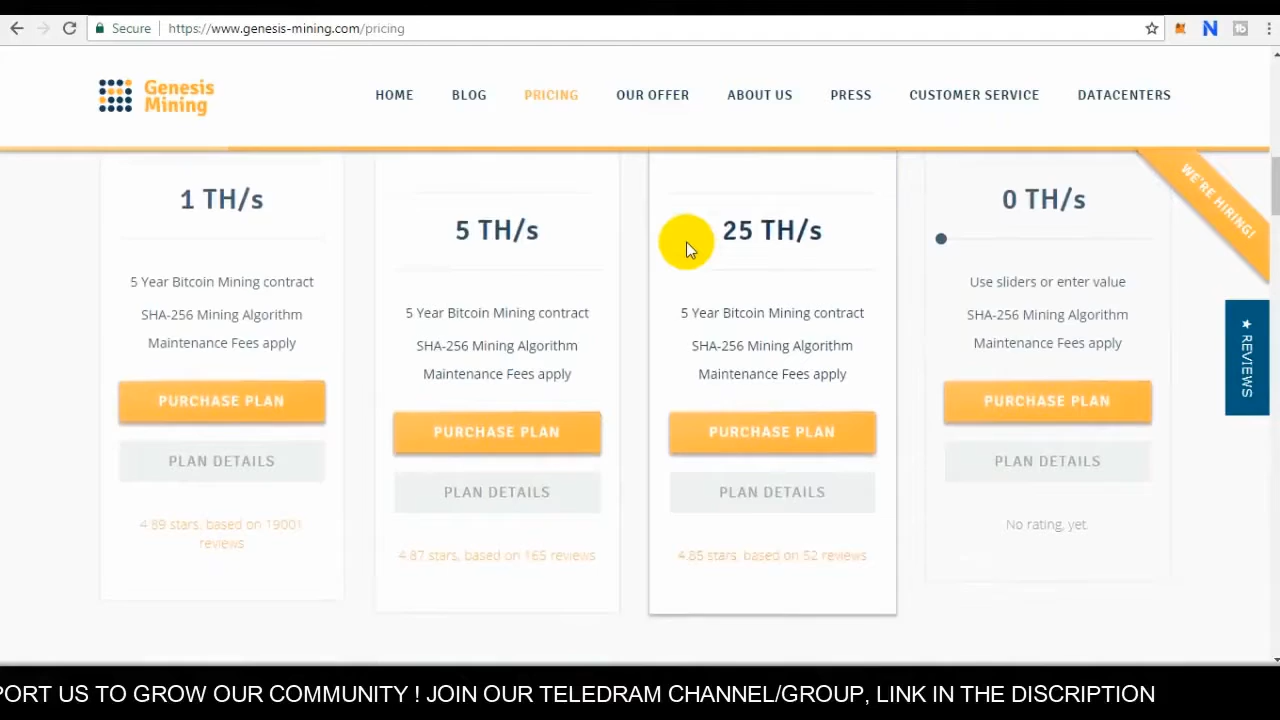 Secure https://www.genesis-mining.com/pricing
Genesis Mining
HOME BLOG PRICING OUR OFFER ABOUT US PRESS CUSTOMER SERVICE DATACENTERS
WE'RE HIRING!
1 TH/s
5 Year Bitcoin Mining contract
SHA-256 Mining Algorithm
Maintenance Fees apply
PURCHASE PLAN
PLAN DETAILS
4.89 stars, based on 19001
reviews
5 TH/s
5 Year Bitcoin Mining contract
SHA-256 Mining Algorithm
Maintenance Fees apply
PURCHASE PLAN
PLAN DETAILS
4.87 stars, based on 165 reviews
25 TH/s
5 Year Bitcoin Mining contract
SHA-256 Mining Algorithm
Maintenance Fees apply
PURCHASE PLAN
PLAN DETAILS
4.85 stars, based on 52 reviews
0 TH/s
Use sliders or enter value
SHA-256 Mining Algorithm
Maintenance Fees apply
PURCHASE PLAN
PLAN DETAILS
No rating, yet.
★ REVIEWS
PORT US TO GROW OUR COMMUNITY ! JOIN OUR TELEDRAM CHANNEL/GROUP, LINK IN THE DISCRIPTION